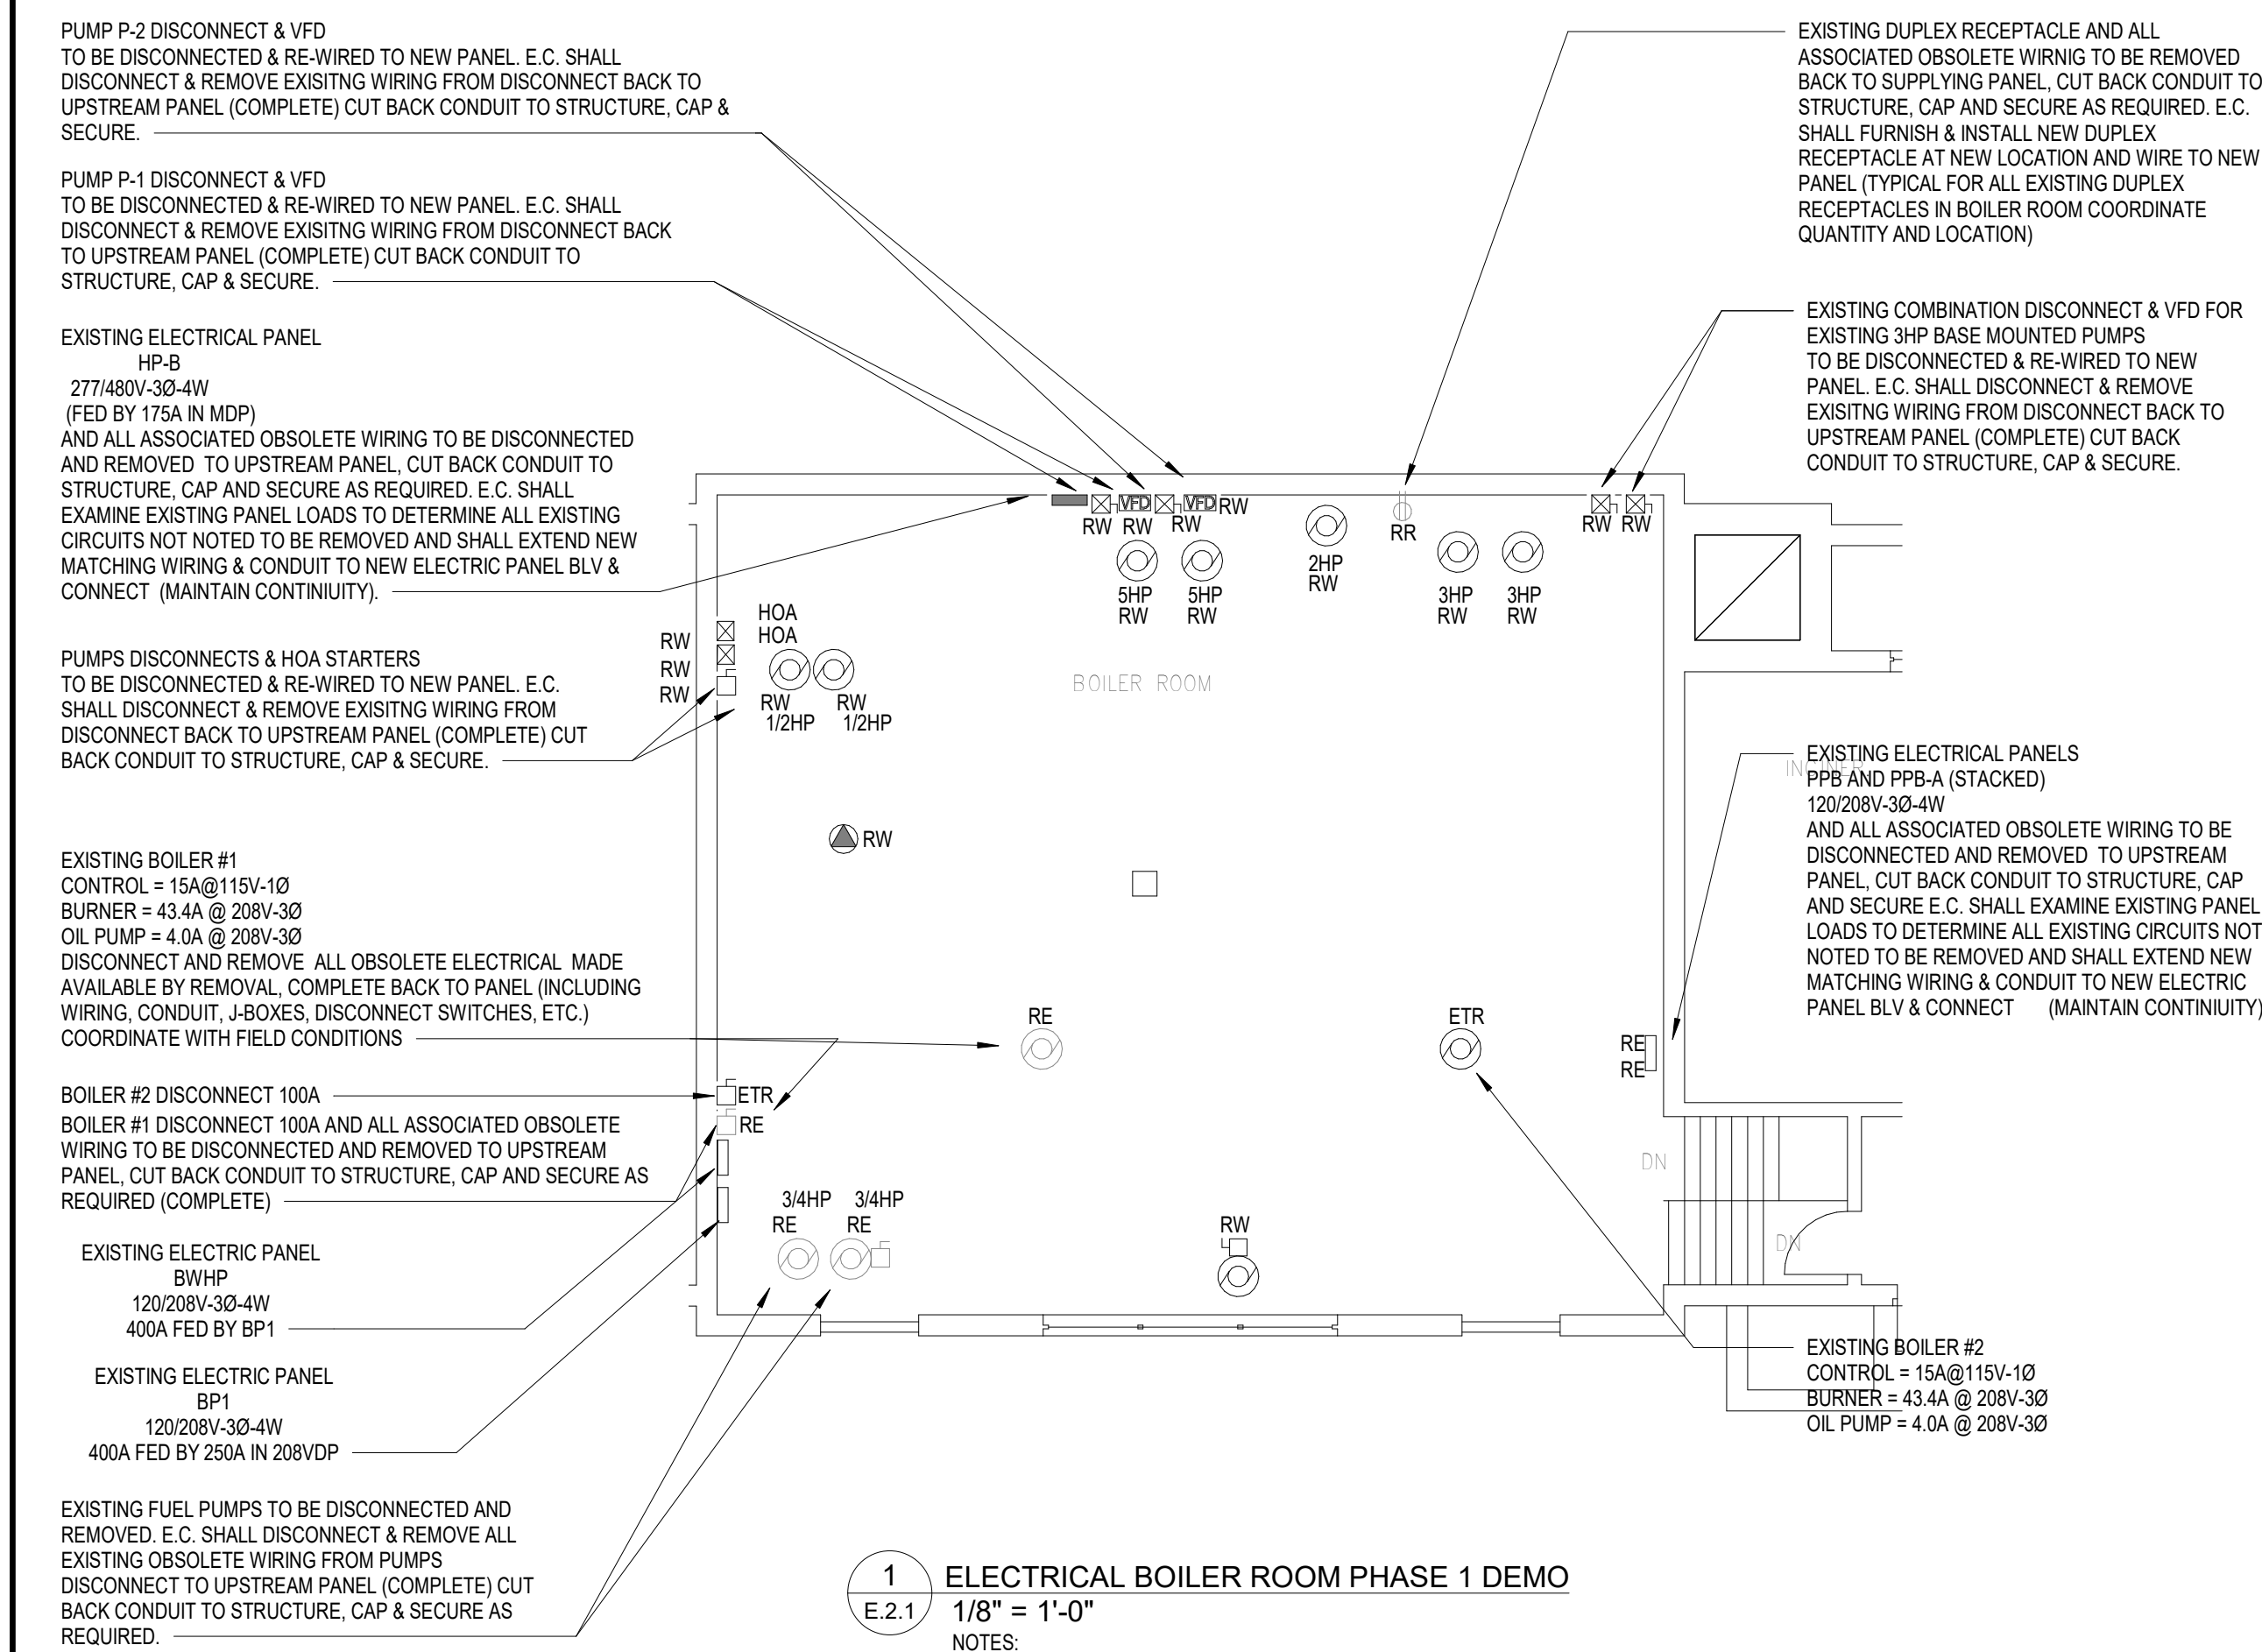 PUMP P-2 DISCONNECT & VFD
TO BE DISCONNECTED & RE-WIRED TO NEW PANEL. E.C. SHALL
DISCONNECT & REMOVE EXISITNG WIRING FROM DISCONNECT BACK TO
UPSTREAM PANEL (COMPLETE) CUT BACK CONDUIT TO STRUCTURE, CAP &
SECURE.
PUMP P-1 DISCONNECT & VFD
TO BE DISCONNECTED & RE-WIRED TO NEW PANEL. E.C. SHALL
DISCONNECT & REMOVE EXISITNG WIRING FROM DISCONNECT BACK
TO UPSTREAM PANEL (COMPLETE) CUT BACK CONDUIT TO
STRUCTURE, CAP & SECURE.
EXISTING ELECTRICAL PANEL
HP-B
277/480V-3Ø-4W
(FED BY 175A IN MDP)
AND ALL ASSOCIATED OBSOLETE WIRING TO BE DISCONNECTED
AND REMOVED TO UPSTREAM PANEL, CUT BACK CONDUIT TO
STRUCTURE, CAP AND SECURE AS REQUIRED. E.C. SHALL
EXAMINE EXISTING PANEL LOADS TO DETERMINE ALL EXISTING
CIRCUITS NOT NOTED TO BE REMOVED AND SHALL EXTEND NEW
MATCHING WIRING & CONDUIT TO NEW ELECTRIC PANEL BLV &
CONNECT (MAINTAIN CONTINIUITY).
PUMPS DISCONNECTS & HOA STARTERS
TO BE DISCONNECTED & RE-WIRED TO NEW PANEL. E.C.
SHALL DISCONNECT & REMOVE EXISITNG WIRING FROM
DISCONNECT BACK TO UPSTREAM PANEL (COMPLETE) CUT
BACK CONDUIT TO STRUCTURE, CAP & SECURE.
EXISTING BOILER #1
CONTROL = 15A@115V-1Ø
BURNER = 43.4A @ 208V-3Ø
OIL PUMP = 4.0A @ 208V-3Ø
DISCONNECT AND REMOVE ALL OBSOLETE ELECTRICAL MADE
AVAILABLE BY REMOVAL, COMPLETE BACK TO PANEL (INCLUDING
WIRING, CONDUIT, J-BOXES, DISCONNECT SWITCHES, ETC.)
COORDINATE WITH FIELD CONDITIONS
BOILER #2 DISCONNECT 100A
BOILER #1 DISCONNECT 100A AND ALL ASSOCIATED OBSOLETE
WIRING TO BE DISCONNECTED AND REMOVED TO UPSTREAM
PANEL, CUT BACK CONDUIT TO STRUCTURE, CAP AND SECURE AS
REQUIRED (COMPLETE)
EXISTING ELECTRIC PANEL
BWHP
120/208V-3Ø-4W
400A FED BY BP1
EXISTING ELECTRIC PANEL
BP1
120/208V-3Ø-4W
400A FED BY 250A IN 208VDP
EXISTING FUEL PUMPS TO BE DISCONNECTED AND
REMOVED. E.C. SHALL DISCONNECT & REMOVE ALL
EXISTING OBSOLETE WIRING FROM PUMPS
DISCONNECT TO UPSTREAM PANEL (COMPLETE) CUT
BACK CONDUIT TO STRUCTURE, CAP & SECURE AS
REQUIRED.
VFD VFD RW
RW RW RW
5HP 5HP
RW RW
2HP
RW
RR
3HP 3HP
RW RW
RW RW
HOA
HOA
RW
RW
RW
RW RW
1/2HP 1/2HP
BOILER ROOM
RW
RE
ETR
RE
RE
ETR
RE
3/4HP 3/4HP
RE RE
RW
DN
DN
INCINER.
EXISTING DUPLEX RECEPTACLE AND ALL
ASSOCIATED OBSOLETE WIRNIG TO BE REMOVED
BACK TO SUPPLYING PANEL, CUT BACK CONDUIT TO
STRUCTURE, CAP AND SECURE AS REQUIRED. E.C.
SHALL FURNISH & INSTALL NEW DUPLEX
RECEPTACLE AT NEW LOCATION AND WIRE TO NEW
PANEL (TYPICAL FOR ALL EXISTING DUPLEX
RECEPTACLES IN BOILER ROOM COORDINATE
QUANTITY AND LOCATION)
EXISTING COMBINATION DISCONNECT & VFD FOR
EXISTING 3HP BASE MOUNTED PUMPS
TO BE DISCONNECTED & RE-WIRED TO NEW
PANEL. E.C. SHALL DISCONNECT & REMOVE
EXISITNG WIRING FROM DISCONNECT BACK TO
UPSTREAM PANEL (COMPLETE) CUT BACK
CONDUIT TO STRUCTURE, CAP & SECURE.
EXISTING ELECTRICAL PANELS
PPB AND PPB-A (STACKED)
120/208V-3Ø-4W
AND ALL ASSOCIATED OBSOLETE WIRING TO BE
DISCONNECTED AND REMOVED TO UPSTREAM
PANEL, CUT BACK CONDUIT TO STRUCTURE, CAP
AND SECURE E.C. SHALL EXAMINE EXISTING PANEL
LOADS TO DETERMINE ALL EXISTING CIRCUITS NOT
NOTED TO BE REMOVED AND SHALL EXTEND NEW
MATCHING WIRING & CONDUIT TO NEW ELECTRIC
PANEL BLV & CONNECT (MAINTAIN CONTINIUITY)
EXISTING BOILER #2
CONTROL = 15A@115V-1Ø
BURNER = 43.4A @ 208V-3Ø
OIL PUMP = 4.0A @ 208V-3Ø
1
E.2.1
ELECTRICAL BOILER ROOM PHASE 1 DEMO
1/8" = 1'-0"
NOTES: